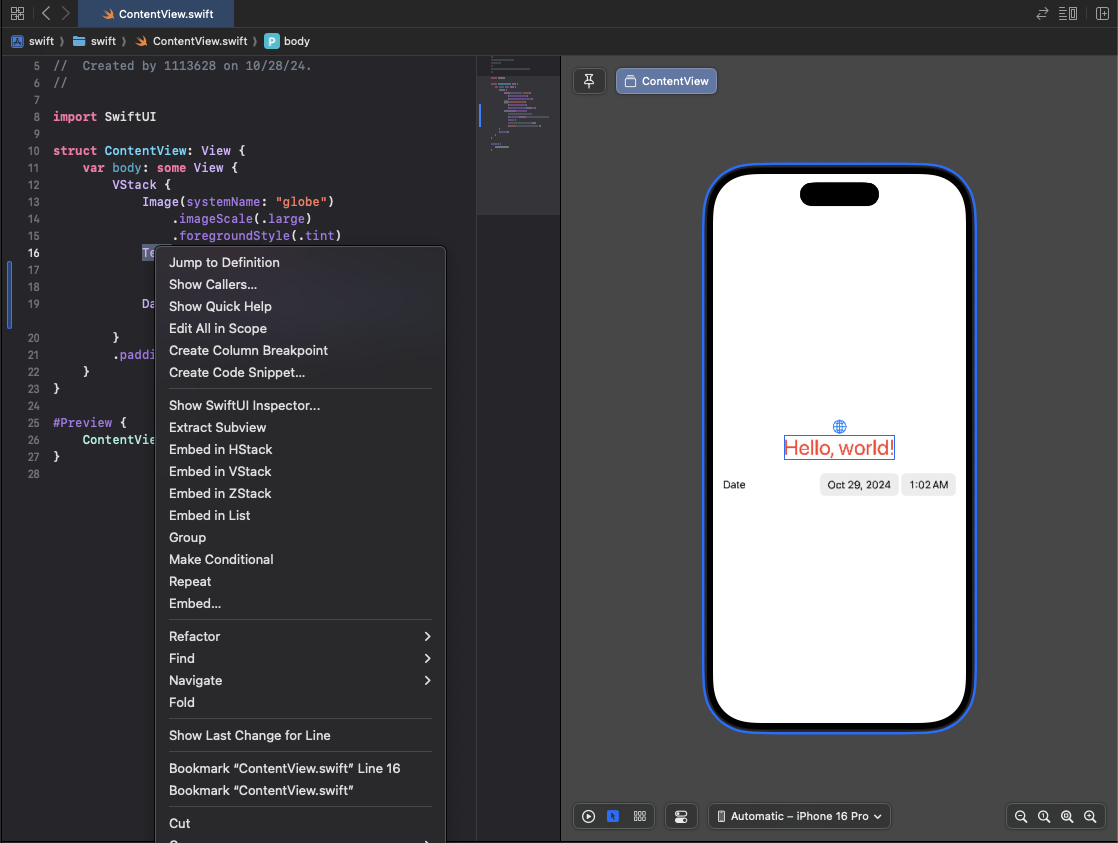 ContentView.swift
swift › swift › ContentView.swift › P body
5 // Created by 1113628 on 10/28/24.
6 //
7
8 import SwiftUI
9
10 struct ContentView: View {
11 var body: some View {
12 VStack {
13 Image(systemName: "globe")
14 .imageScale(.large)
15 .foregroundStyle(.tint)
16 Te
17
18
19 Da
20 }
21 .paddi
22 }
23 }
24
25 #Preview {
26 ContentVie
27 }
28
Jump to Definition
Show Callers...
Show Quick Help
Edit All in Scope
Create Column Breakpoint
Create Code Snippet...
Show SwiftUI Inspector...
Extract Subview
Embed in HStack
Embed in VStack
Embed in ZStack
Embed in List
Group
Make Conditional
Repeat
Embed...
Refactor
Find
Navigate
Fold
Show Last Change for Line
Bookmark “ContentView.swift” Line 16
Bookmark “ContentView.swift”
Cut
ContentView
Hello, world!
Date Oct 29, 2024 1:02 AM
Automatic – iPhone 16 Pro